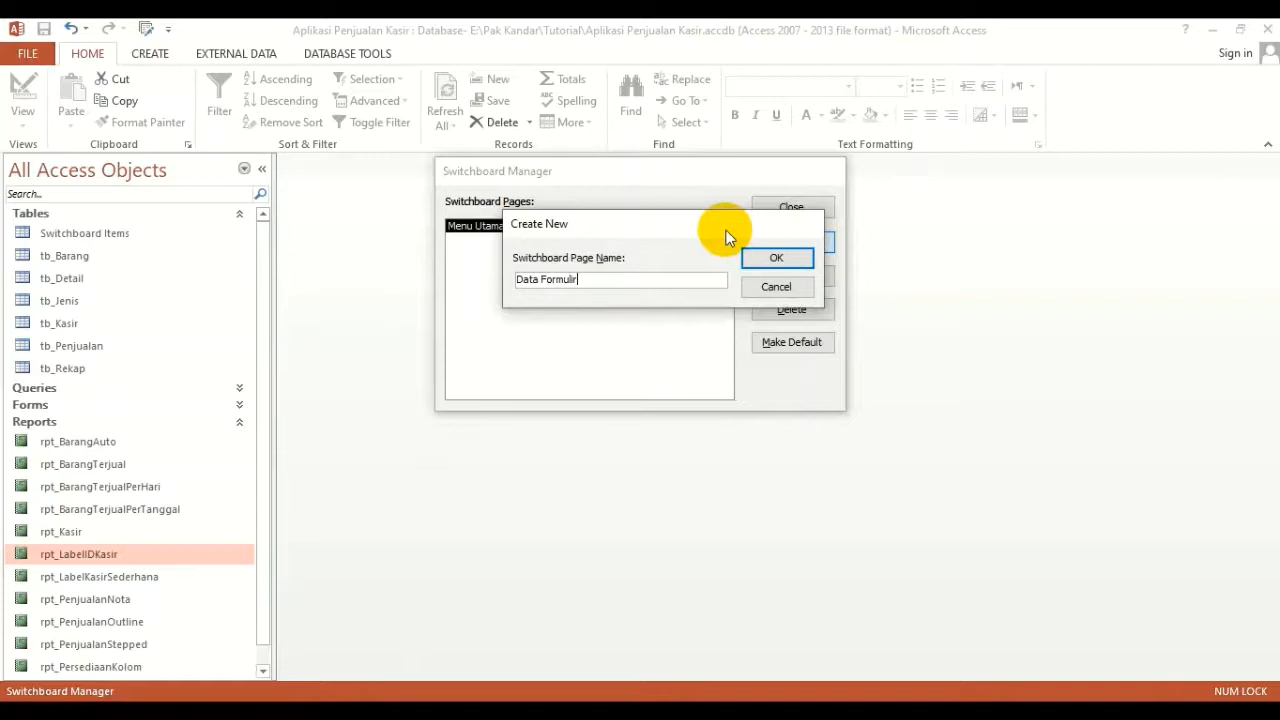 Aplikasi Penjualan Kasir : Database- E:\Pak Kandar\Tutorial\Aplikasi Penjualan Kasir.accdb (Access 2007 - 2013 file format) - Microsoft Access
FILE HOME CREATE EXTERNAL DATA DATABASE TOOLS Sign in
View
Views
Paste
Cut
Copy
Format Painter
Clipboard
Filter
Ascending
Descending
Remove Sort
Selection
Advanced
Toggle Filter
Sort & Filter
Refresh
All
New
Save
Delete
Totals
Spelling
More
Records
Find
Replace
Go To
Select
Find
B I U A
Text Formatting
All Access Objects
Search...
Tables
Switchboard Items
tb_Barang
tb_Detail
tb_Jenis
tb_Kasir
tb_Penjualan
tb_Rekap
Queries
Forms
Reports
rpt_BarangAuto
rpt_BarangTerjual
rpt_BarangTerjualPerHari
rpt_BarangTerjualPerTanggal
rpt_Kasir
rpt_LabelIDKasir
rpt_LabelKasirSederhana
rpt_PenjualanNota
rpt_PenjualanOutline
rpt_PenjualanStepped
rpt_PersediaanKolom
Switchboard Manager
Switchboard Pages:
Menu Utama
Close
Create New
Switchboard Page Name:
Data Formulir
OK
Cancel
Delete
Make Default
Switchboard Manager NUM LOCK